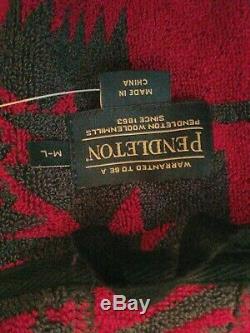 WARRANTED TO BE A
PENDLETON
SINCE 1863
PENDLETON WOOLEN MILLS
M-L
MADE IN
CHINA